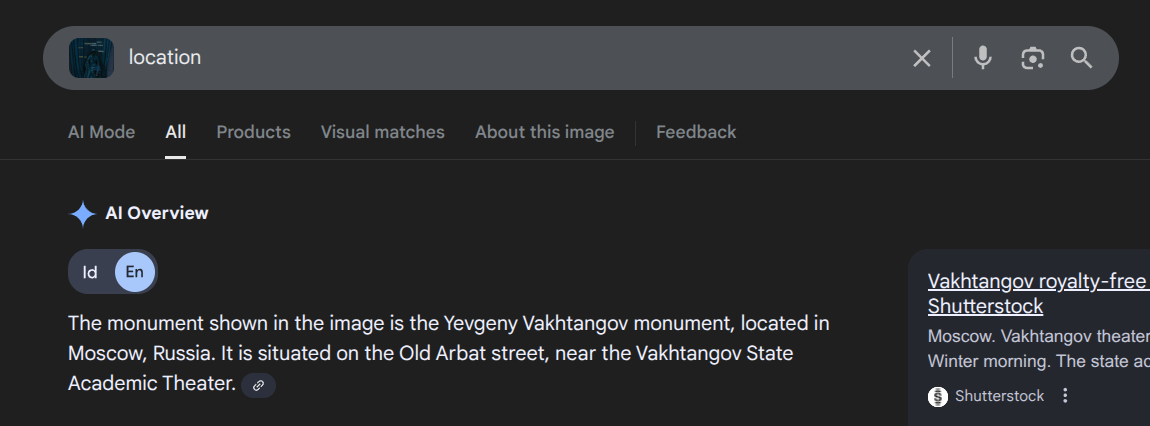 location
AI Mode All Products Visual matches About this image Feedback
AI Overview
Id En
The monument shown in the image is the Yevgeny Vakhtangov monument, located in
Moscow, Russia. It is situated on the Old Arbat street, near the Vakhtangov State
Academic Theater.
Vakhtangov royalty-free
Shutterstock
Moscow. Vakhtangov theater
Winter morning. The state ac
Shutterstock